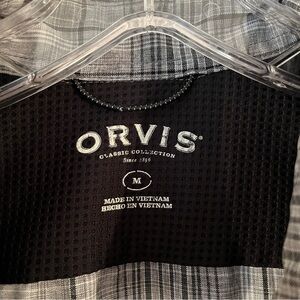 ORVIS®
CLASSIC COLLECTION
Since 1856
M
MADE IN VIETNAM
HECHO EN VIETNAM